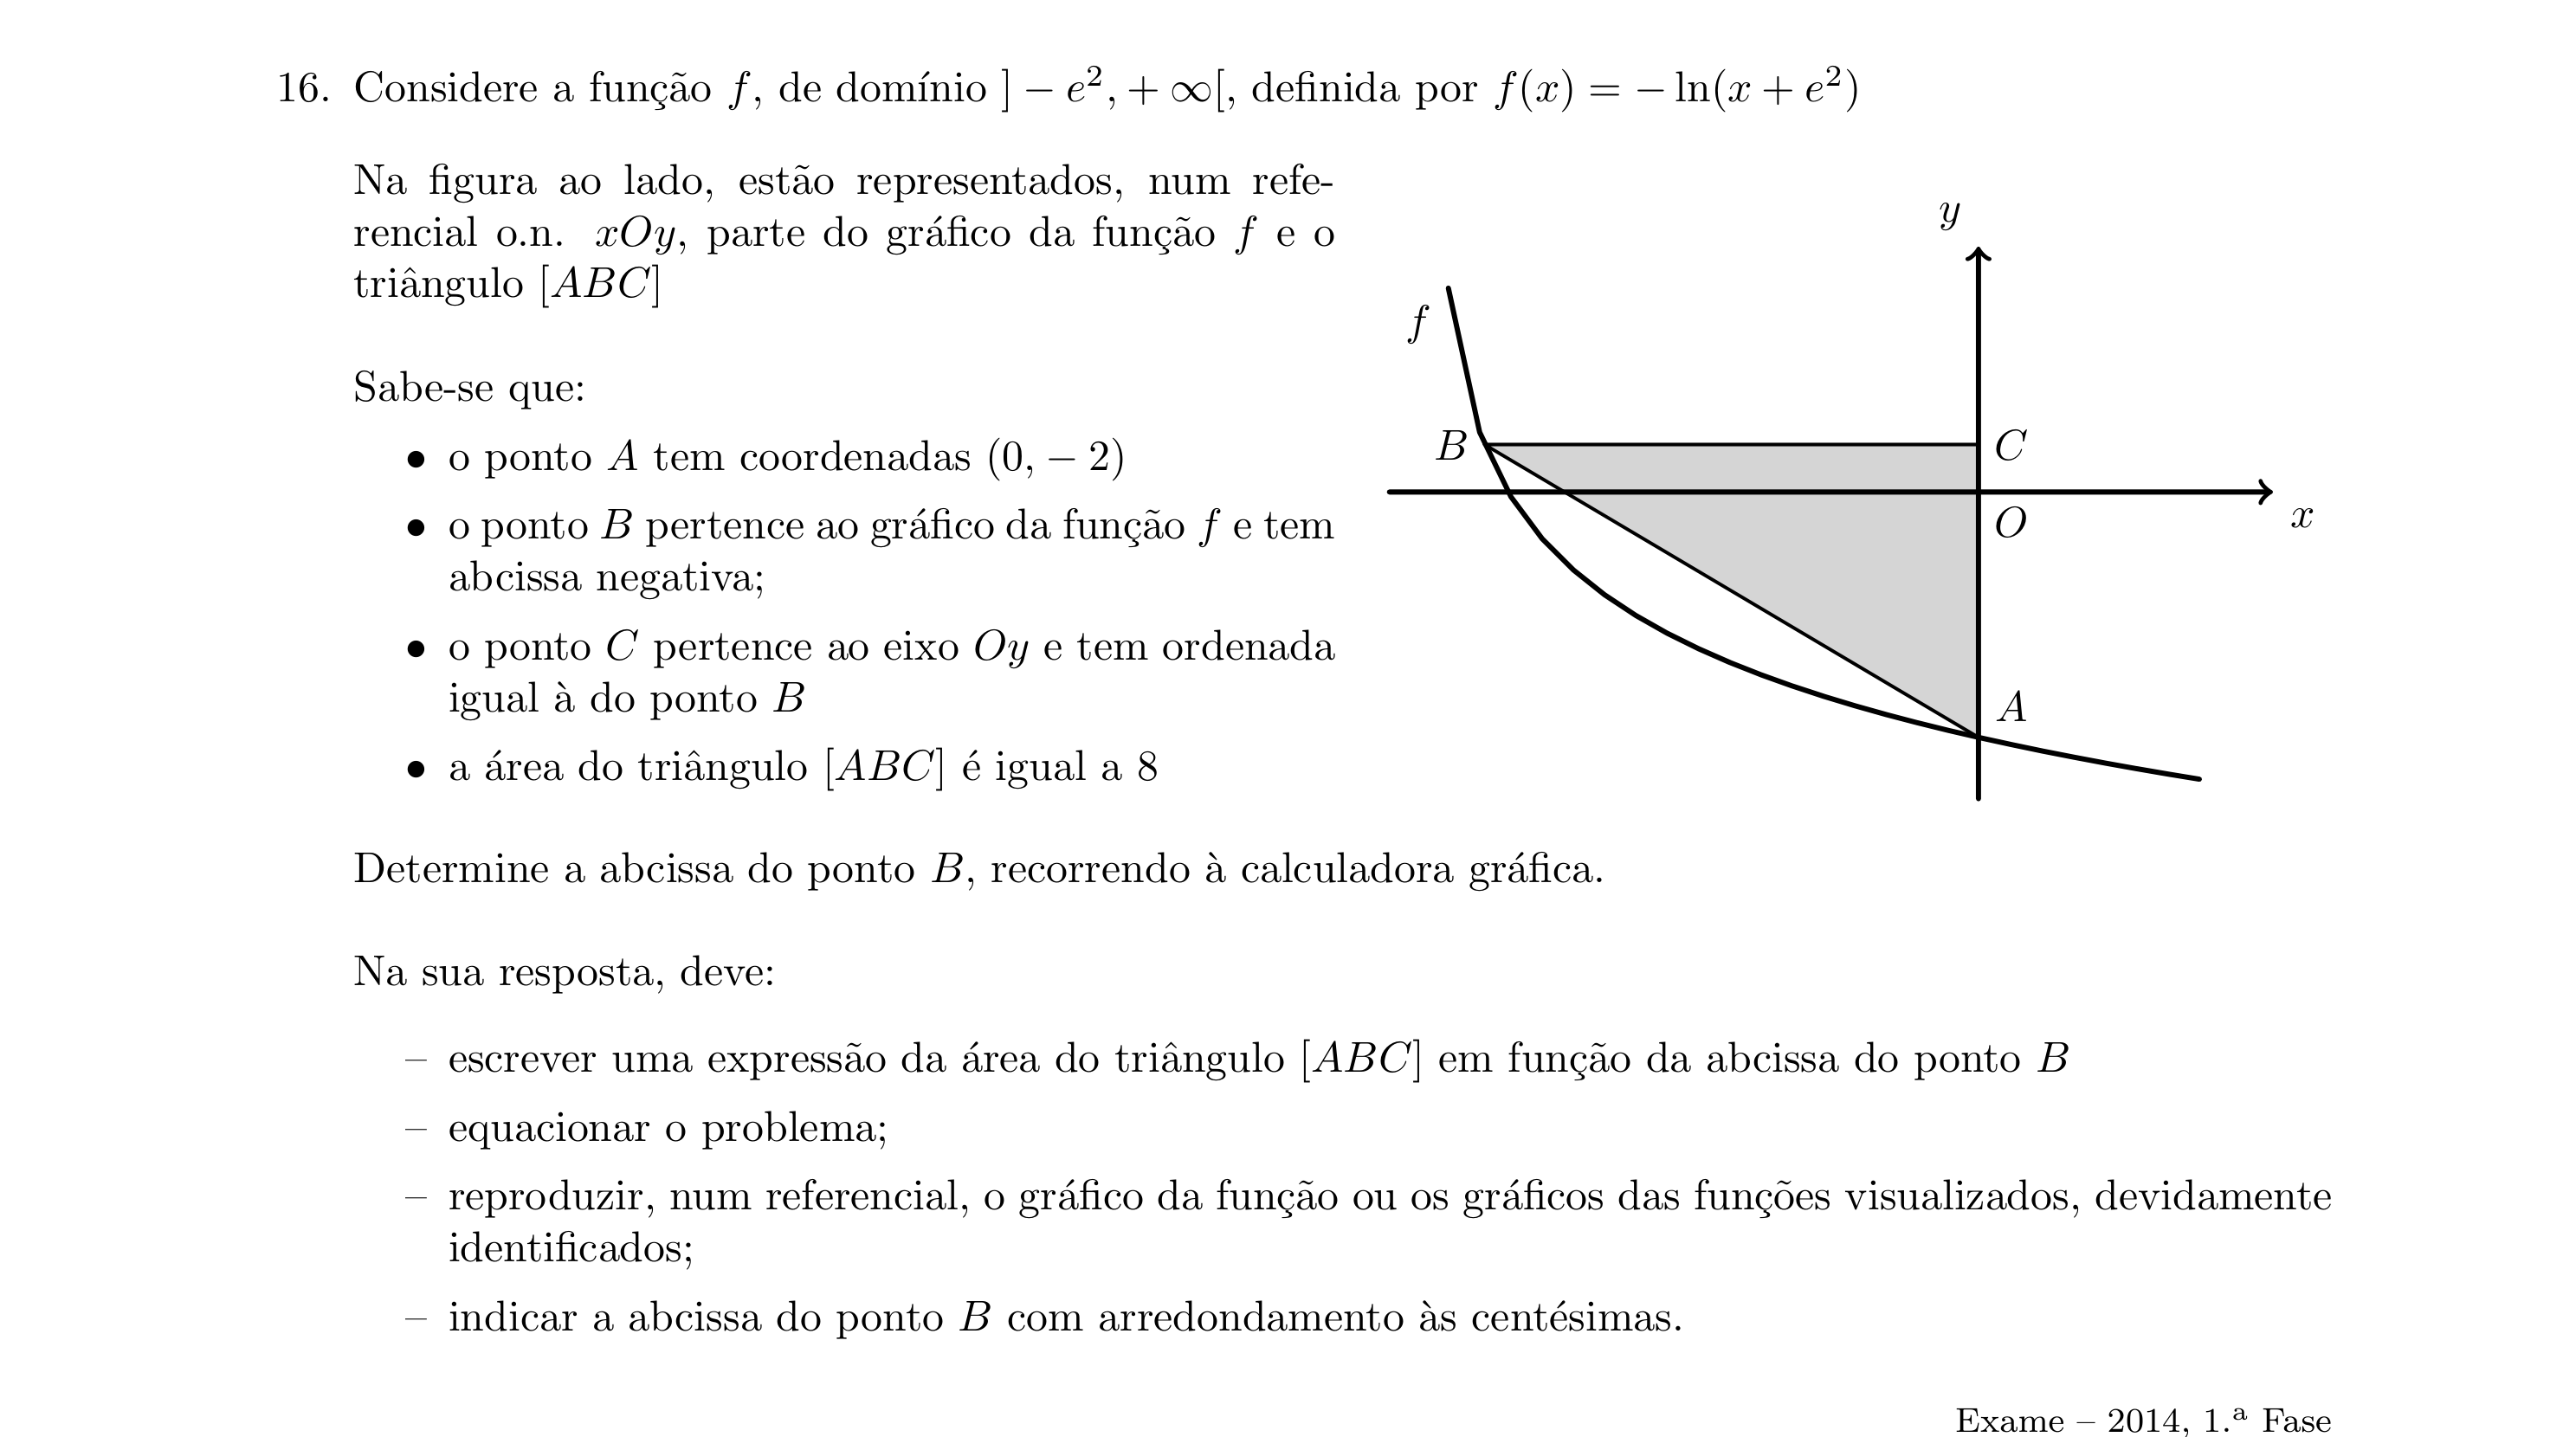 16. Considere a função f, de domínio ] − e², + ∞[, definida por f(x) = − ln(x + e²)
Na figura ao lado, estão representados, num refe-
rencial o.n. xOy, parte do gráfico da função f e o
triângulo [ABC]
y
f
B
C
O
x
A
Sabe-se que:
• o ponto A tem coordenadas (0, − 2)
• o ponto B pertence ao gráfico da função f e tem
abcissa negativa;
• o ponto C pertence ao eixo Oy e tem ordenada
igual à do ponto B
• a área do triângulo [ABC] é igual a 8
Determine a abcissa do ponto B, recorrendo à calculadora gráfica.
Na sua resposta, deve:
– escrever uma expressão da área do triângulo [ABC] em função da abcissa do ponto B
– equacionar o problema;
– reproduzir, num referencial, o gráfico da função ou os gráficos das funções visualizados, devidamente
identificados;
– indicar a abcissa do ponto B com arredondamento às centésimas.
Exame – 2014, 1.ª Fase